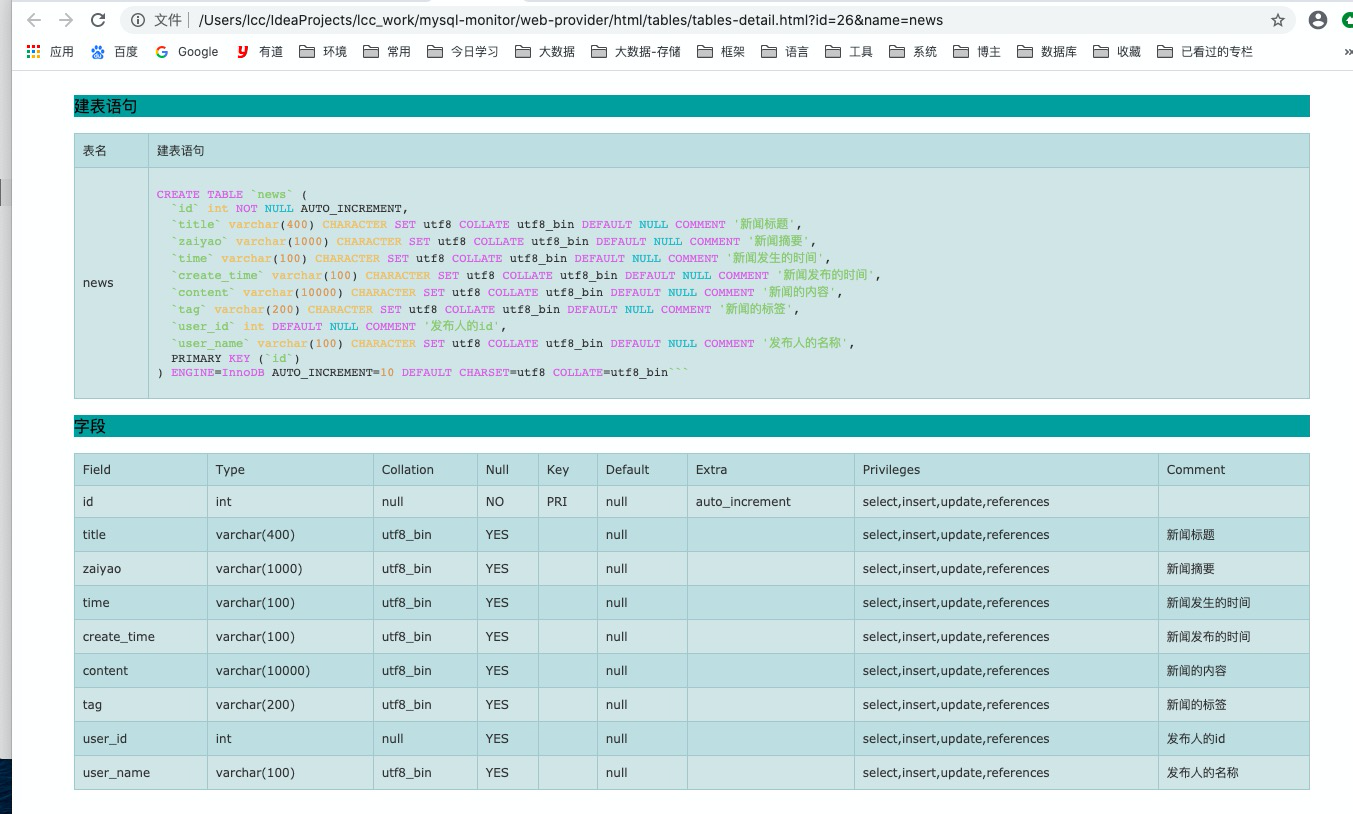 文件 /Users/lcc/IdeaProjects/lcc_work/mysql-monitor/web-provider/html/tables/tables-detail.html?id=26&name=news
应用 百度 Google 有道 环境 常用 今日学习 大数据 大数据-存储 框架 语言 工具 系统 博主 数据库 收藏 已看过的专栏 »
建表语句
表名 建表语句
news
CREATE TABLE `news` (
`id` int NOT NULL AUTO_INCREMENT,
`title` varchar(400) CHARACTER SET utf8 COLLATE utf8_bin DEFAULT NULL COMMENT '新闻标题',
`zaiyao` varchar(1000) CHARACTER SET utf8 COLLATE utf8_bin DEFAULT NULL COMMENT '新闻摘要',
`time` varchar(100) CHARACTER SET utf8 COLLATE utf8_bin DEFAULT NULL COMMENT '新闻发生的时间',
`create_time` varchar(100) CHARACTER SET utf8 COLLATE utf8_bin DEFAULT NULL COMMENT '新闻发布的时间',
`content` varchar(10000) CHARACTER SET utf8 COLLATE utf8_bin DEFAULT NULL COMMENT '新闻的内容',
`tag` varchar(200) CHARACTER SET utf8 COLLATE utf8_bin DEFAULT NULL COMMENT '新闻的标签',
`user_id` int DEFAULT NULL COMMENT '发布人的id',
`user_name` varchar(100) CHARACTER SET utf8 COLLATE utf8_bin DEFAULT NULL COMMENT '发布人的名称',
PRIMARY KEY (`id`)
) ENGINE=InnoDB AUTO_INCREMENT=10 DEFAULT CHARSET=utf8 COLLATE=utf8_bin```
字段
Field Type Collation Null Key Default Extra Privileges Comment
id int null NO PRI null auto_increment select,insert,update,references
title varchar(400) utf8_bin YES null select,insert,update,references 新闻标题
zaiyao varchar(1000) utf8_bin YES null select,insert,update,references 新闻摘要
time varchar(100) utf8_bin YES null select,insert,update,references 新闻发生的时间
create_time varchar(100) utf8_bin YES null select,insert,update,references 新闻发布的时间
content varchar(10000) utf8_bin YES null select,insert,update,references 新闻的内容
tag varchar(200) utf8_bin YES null select,insert,update,references 新闻的标签
user_id int null YES null select,insert,update,references 发布人的id
user_name varchar(100) utf8_bin YES null select,insert,update,references 发布人的名称